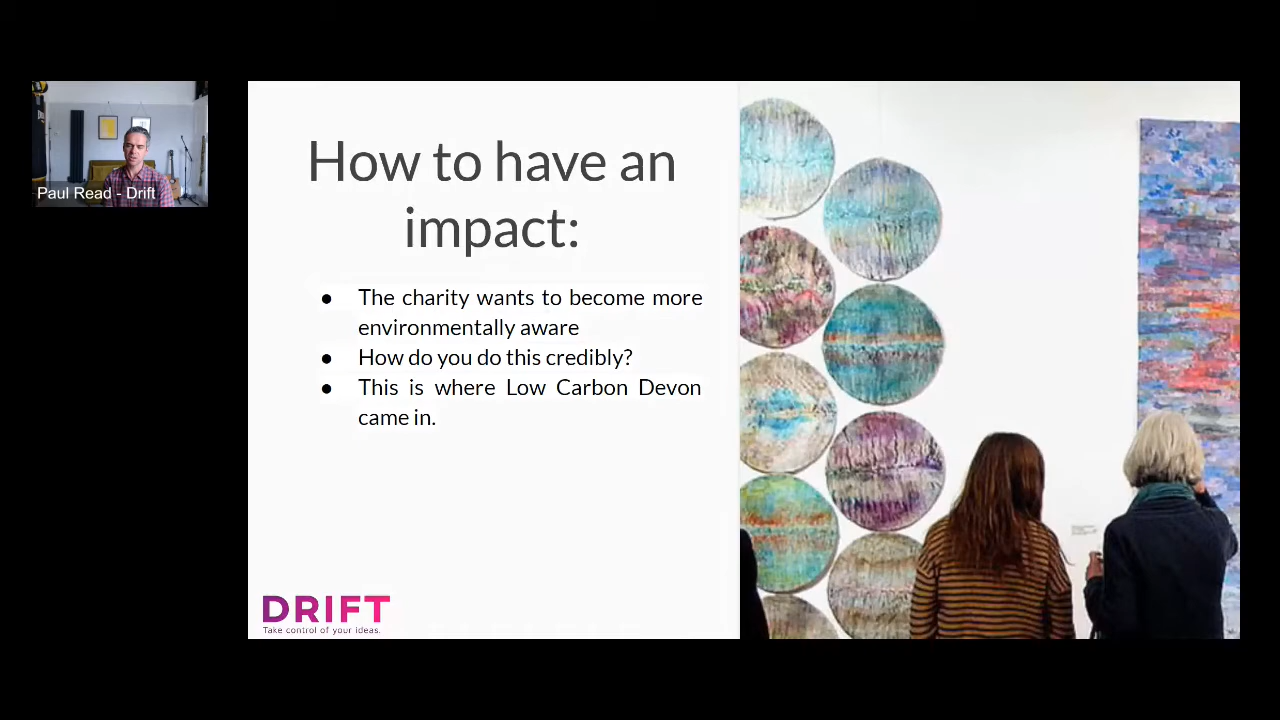 Paul Read - Drift
How to have an
impact:
● The charity wants to become more
environmentally aware
● How do you do this credibly?
● This is where Low Carbon Devon
came in.
DRIFT
Take control of your ideas.